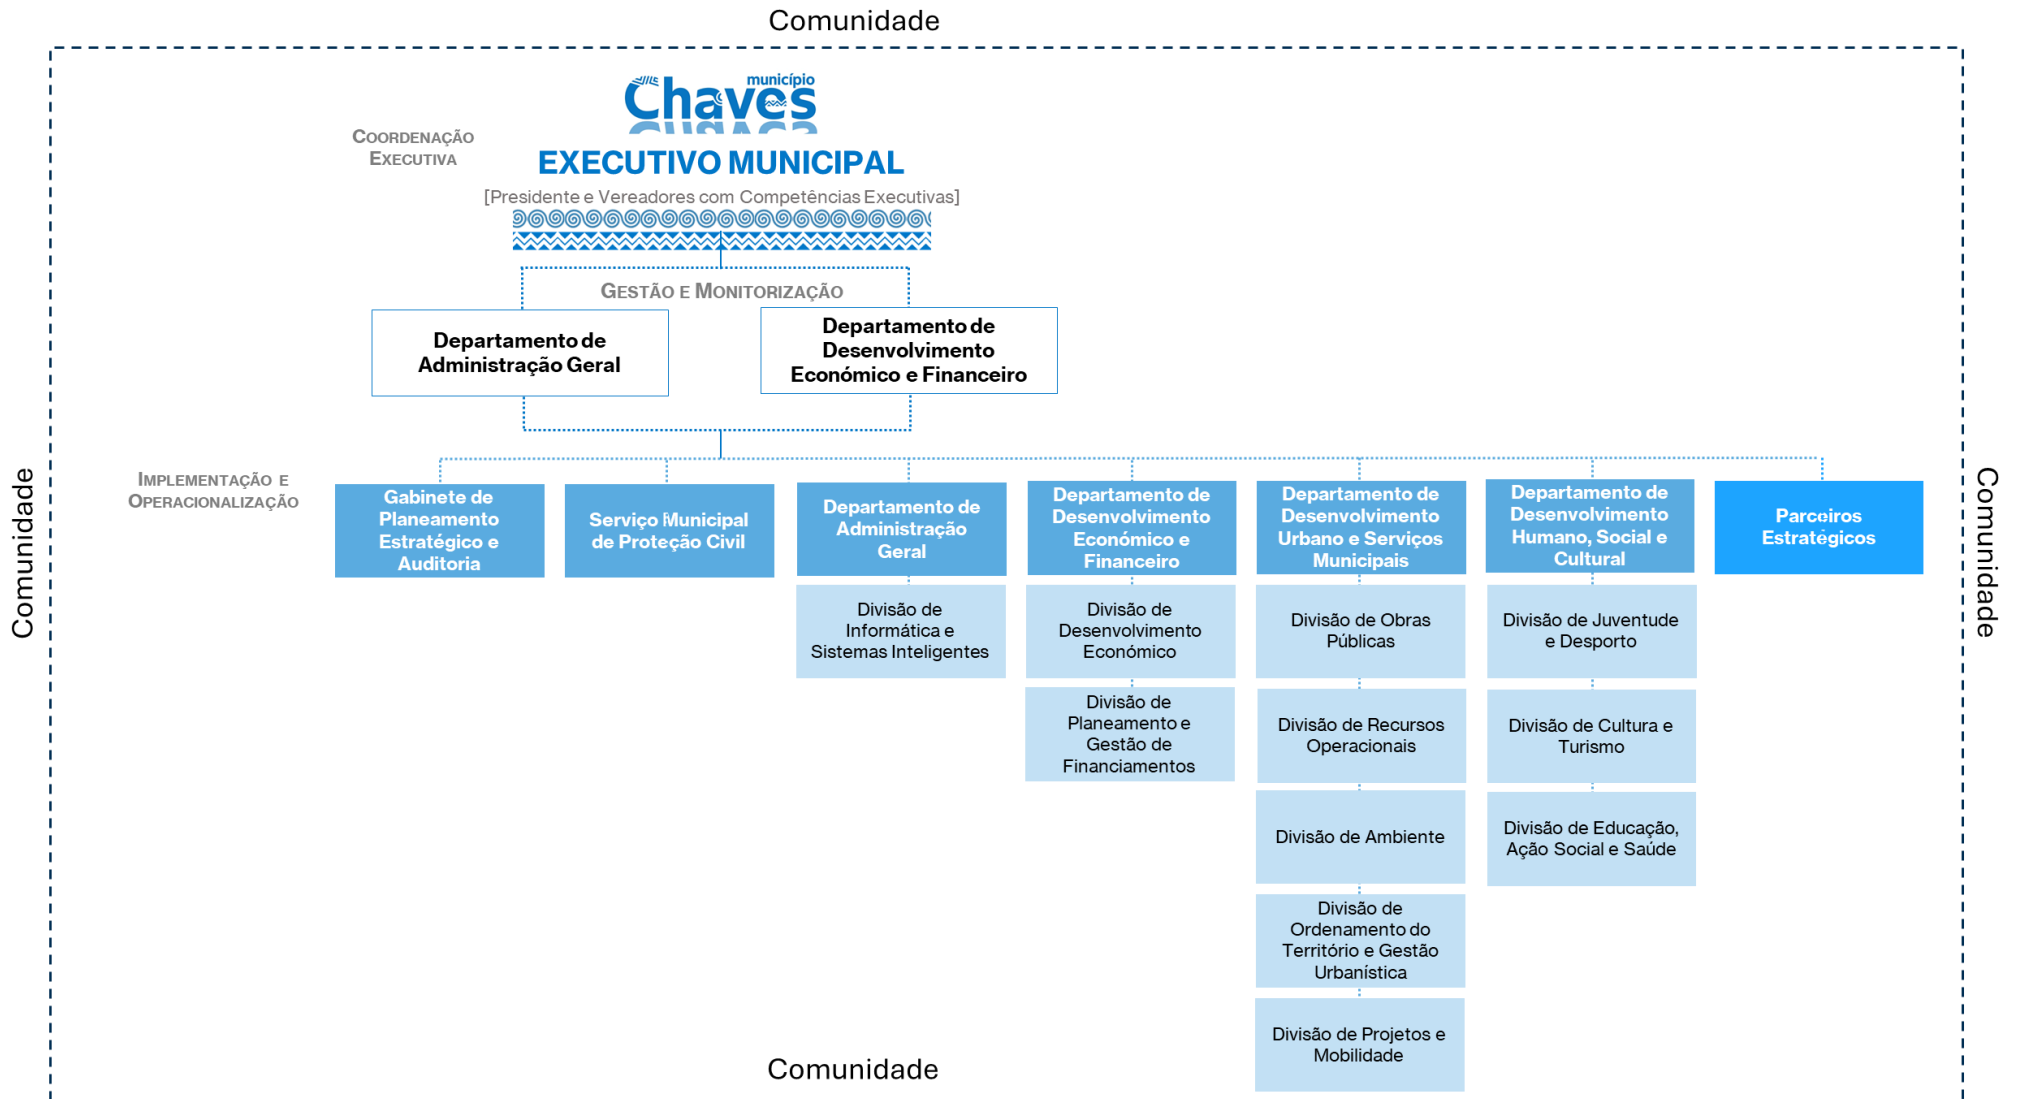 Comunidade
município
Chaves
COORDENAÇÃO
EXECUTIVA
EXECUTIVO MUNICIPAL
[Presidente e Vereadores com Competências Executivas]
GESTÃO E MONITORIZAÇÃO
Departamento de
Administração Geral
Departamento de
Desenvolvimento
Económico e Financeiro
IMPLEMENTAÇÃO E
OPERACIONALIZAÇÃO
Comunidade
Comunidade
Gabinete de
Planeamento
Estratégico e
Auditoria
Serviço Municipal
de Proteção Civil
Departamento de
Administração
Geral
Departamento de
Desenvolvimento
Económico e
Financeiro
Departamento de
Desenvolvimento
Urbano e Serviços
Municipais
Departamento de
Desenvolvimento
Humano, Social e
Cultural
Parceiros
Estratégicos
Divisão de
Informática e
Sistemas Inteligentes
Divisão de
Desenvolvimento
Económico
Divisão de
Planeamento e
Gestão de
Financiamentos
Divisão de Obras
Públicas
Divisão de Recursos
Operacionais
Divisão de Ambiente
Divisão de
Ordenamento do
Território e Gestão
Urbanística
Divisão de Projetos e
Mobilidade
Divisão de Juventude
e Desporto
Divisão de Cultura e
Turismo
Divisão de Educação,
Ação Social e Saúde
Comunidade